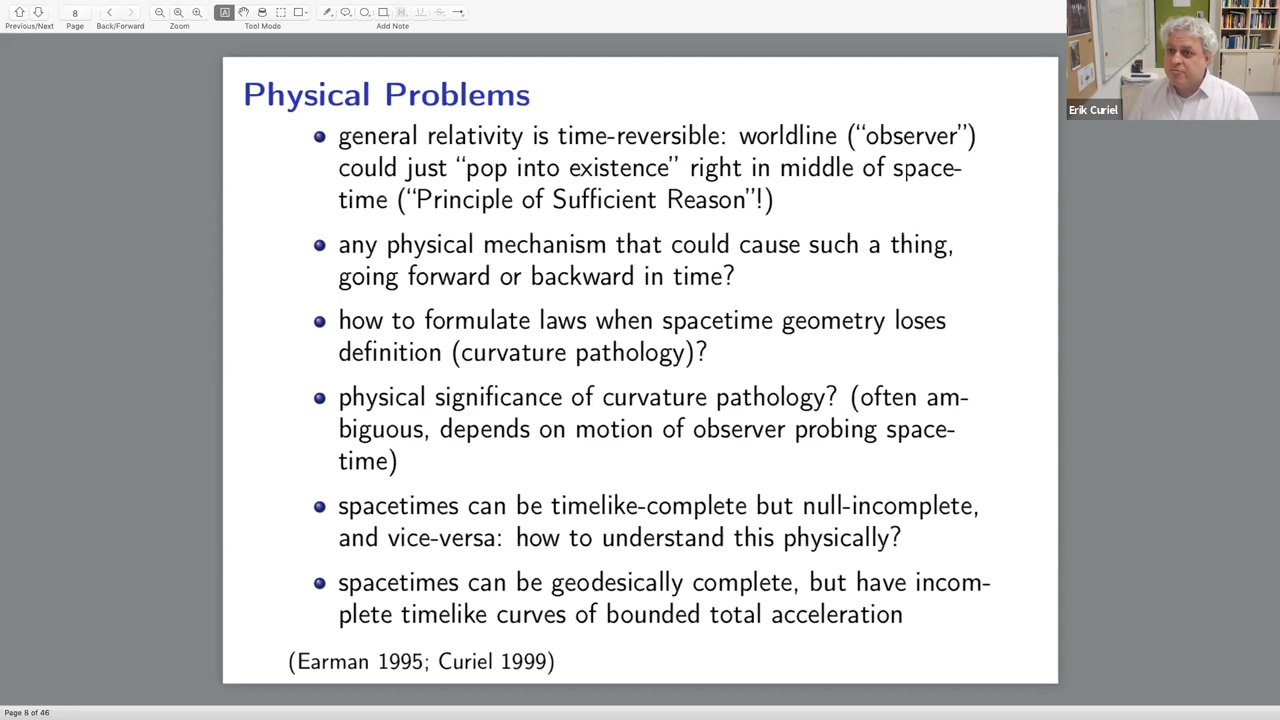 8
Previous/Next
Page
Back/Forward
Zoom
Tool Mode
Add Note
Erik Curiel
Physical Problems
general relativity is time-reversible: worldline (“observer”)
could just “pop into existence” right in middle of space-
time (“Principle of Sufficient Reason”!)
any physical mechanism that could cause such a thing,
going forward or backward in time?
how to formulate laws when spacetime geometry loses
definition (curvature pathology)?
physical significance of curvature pathology? (often am-
biguous, depends on motion of observer probing space-
time)
spacetimes can be timelike-complete but null-incomplete,
and vice-versa: how to understand this physically?
spacetimes can be geodesically complete, but have incom-
plete timelike curves of bounded total acceleration
(Earman 1995; Curiel 1999)
Page 8 of 46